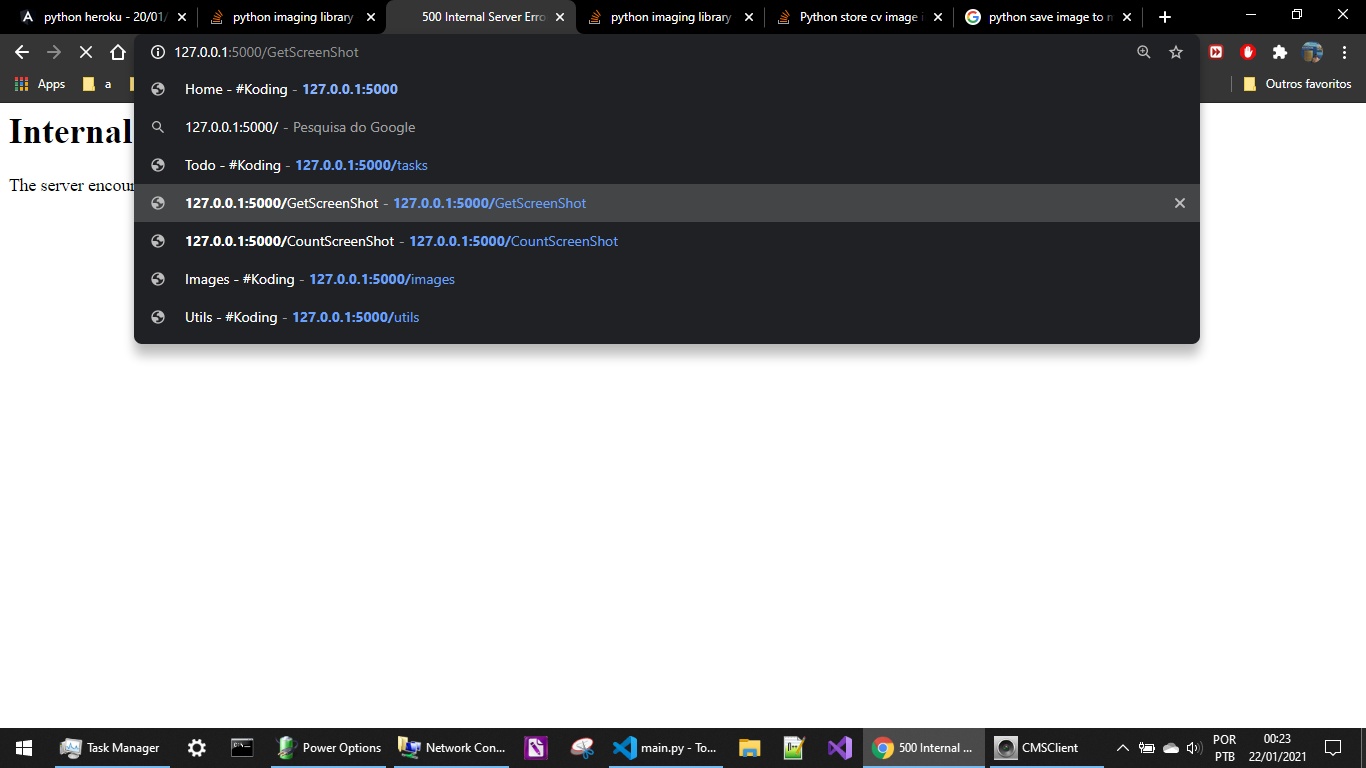 python heroku - 20/01/
python imaging library
500 Internal Server Erro
python imaging library
Python store cv image i
python save image to m
127.0.0.1:5000/GetScreenShot
Apps
a
Outros favoritos
Home - #Koding - 127.0.0.1:5000
127.0.0.1:5000/ - Pesquisa do Google
Todo - #Koding - 127.0.0.1:5000/tasks
127.0.0.1:5000/GetScreenShot - 127.0.0.1:5000/GetScreenShot
127.0.0.1:5000/CountScreenShot - 127.0.0.1:5000/CountScreenShot
Images - #Koding - 127.0.0.1:5000/images
Utils - #Koding - 127.0.0.1:5000/utils
Internal
The server encoun
Task Manager
Power Options
Network Con...
main.py - To...
500 Internal ...
CMSClient
POR
PTB
00:23
22/01/2021